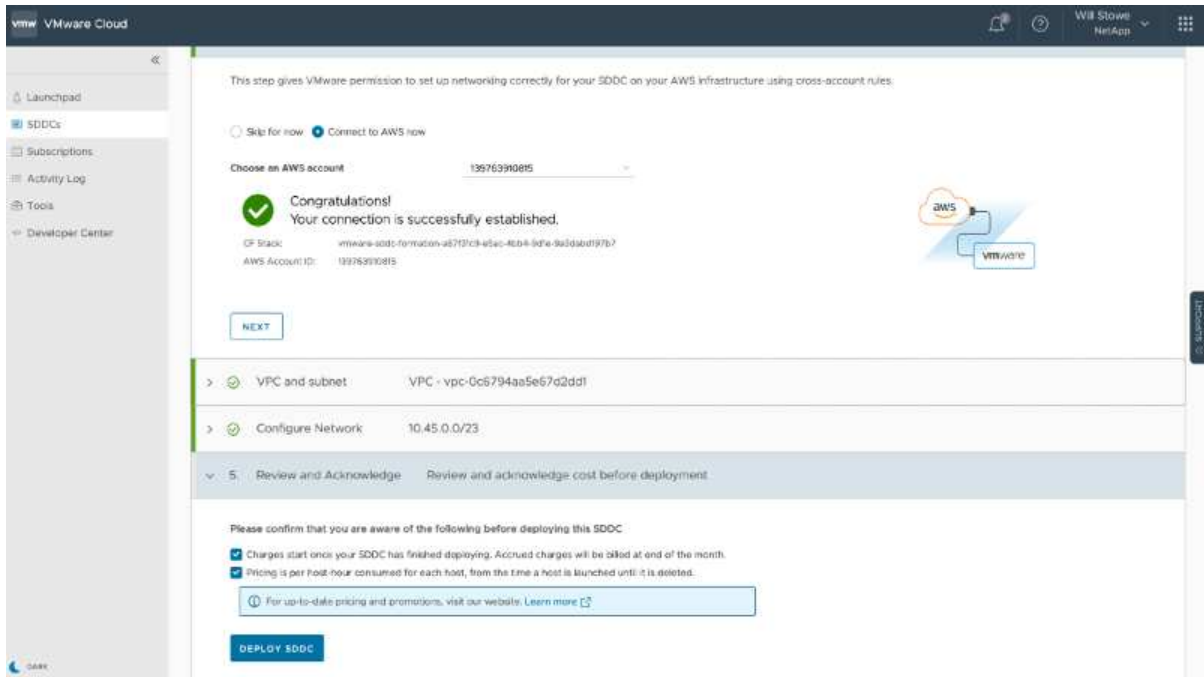 vmw VMware Cloud
Will Stowe
NetApp
Launchpad
SDDCs
Subscriptions
Activity Log
Tools
Developer Center
This step gives VMware permission to set up networking correctly for your SDDC on your AWS infrastructure using cross-account rules.
Skip for now Connect to AWS now
Choose an AWS account 139763910815
Congratulations!
Your connection is successfully established.
CF Stack:
AWS Account ID: 139763910815
aws
vmware
NEXT
SUPPORT
VPC and subnet VPC - vpc-0c6794aa5e67d2dd1
Configure Network 10.45.0.0/23
5. Review and Acknowledge Review and acknowledge cost before deployment
Please confirm that you are aware of the following before deploying this SDDC
Charges start once your SDDC has finished deploying. Accrued charges will be billed at end of the month.
Pricing is per host-hour consumed for each host, from the time a host is launched until it is deleted.
For up-to-date pricing and promotions, visit our website. Learn more
DEPLOY SDDC
DARK